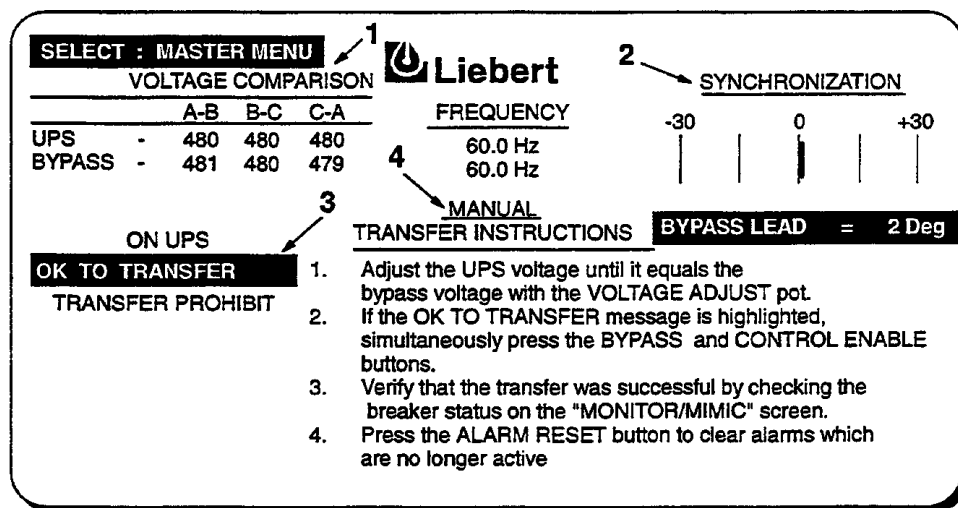 SELECT : MASTER MENU
1
VOLTAGE COMPARISON
A-B B-C C-A
UPS - 480 480 480
BYPASS - 481 480 479
Liebert
FREQUENCY
60.0 Hz
60.0 Hz
2
SYNCHRONIZATION
-30 0 +30
BYPASS LEAD = 2 Deg
3
ON UPS
OK TO TRANSFER
TRANSFER PROHIBIT
4
MANUAL
TRANSFER INSTRUCTIONS
1. Adjust the UPS voltage until it equals the
bypass voltage with the VOLTAGE ADJUST pot.
2. If the OK TO TRANSFER message is highlighted,
simultaneously press the BYPASS and CONTROL ENABLE
buttons.
3. Verify that the transfer was successful by checking the
breaker status on the "MONITOR/MIMIC" screen.
4. Press the ALARM RESET button to clear alarms which
are no longer active